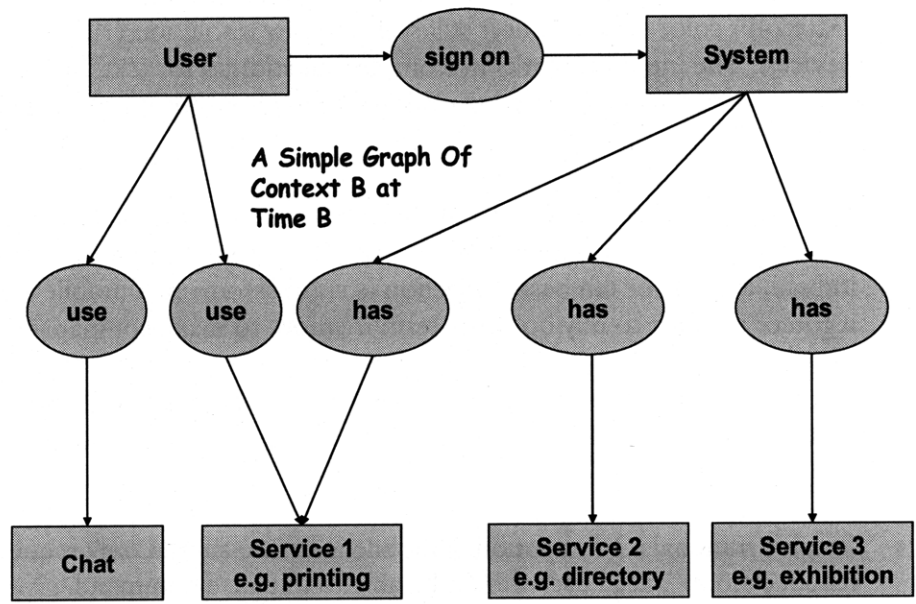 User
sign on
System
A Simple Graph Of
Context B at
Time B
use
use
has
has
has
Chat
Service 1
e.g. printing
Service 2
e.g. directory
Service 3
e.g. exhibition